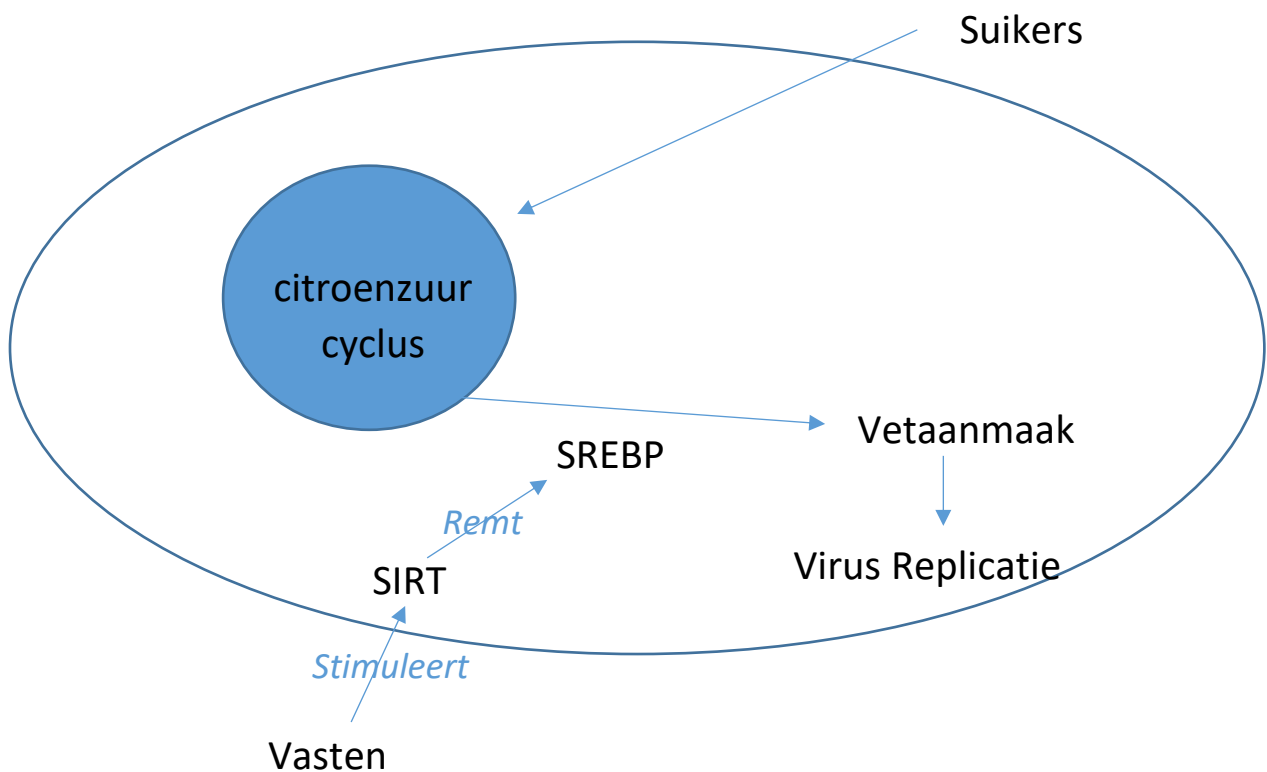 Suikers
citroenzuur
cyclus
Vetaanmaak
SREBP
Remt
Virus Replicatie
SIRT
Stimuleert
Vasten